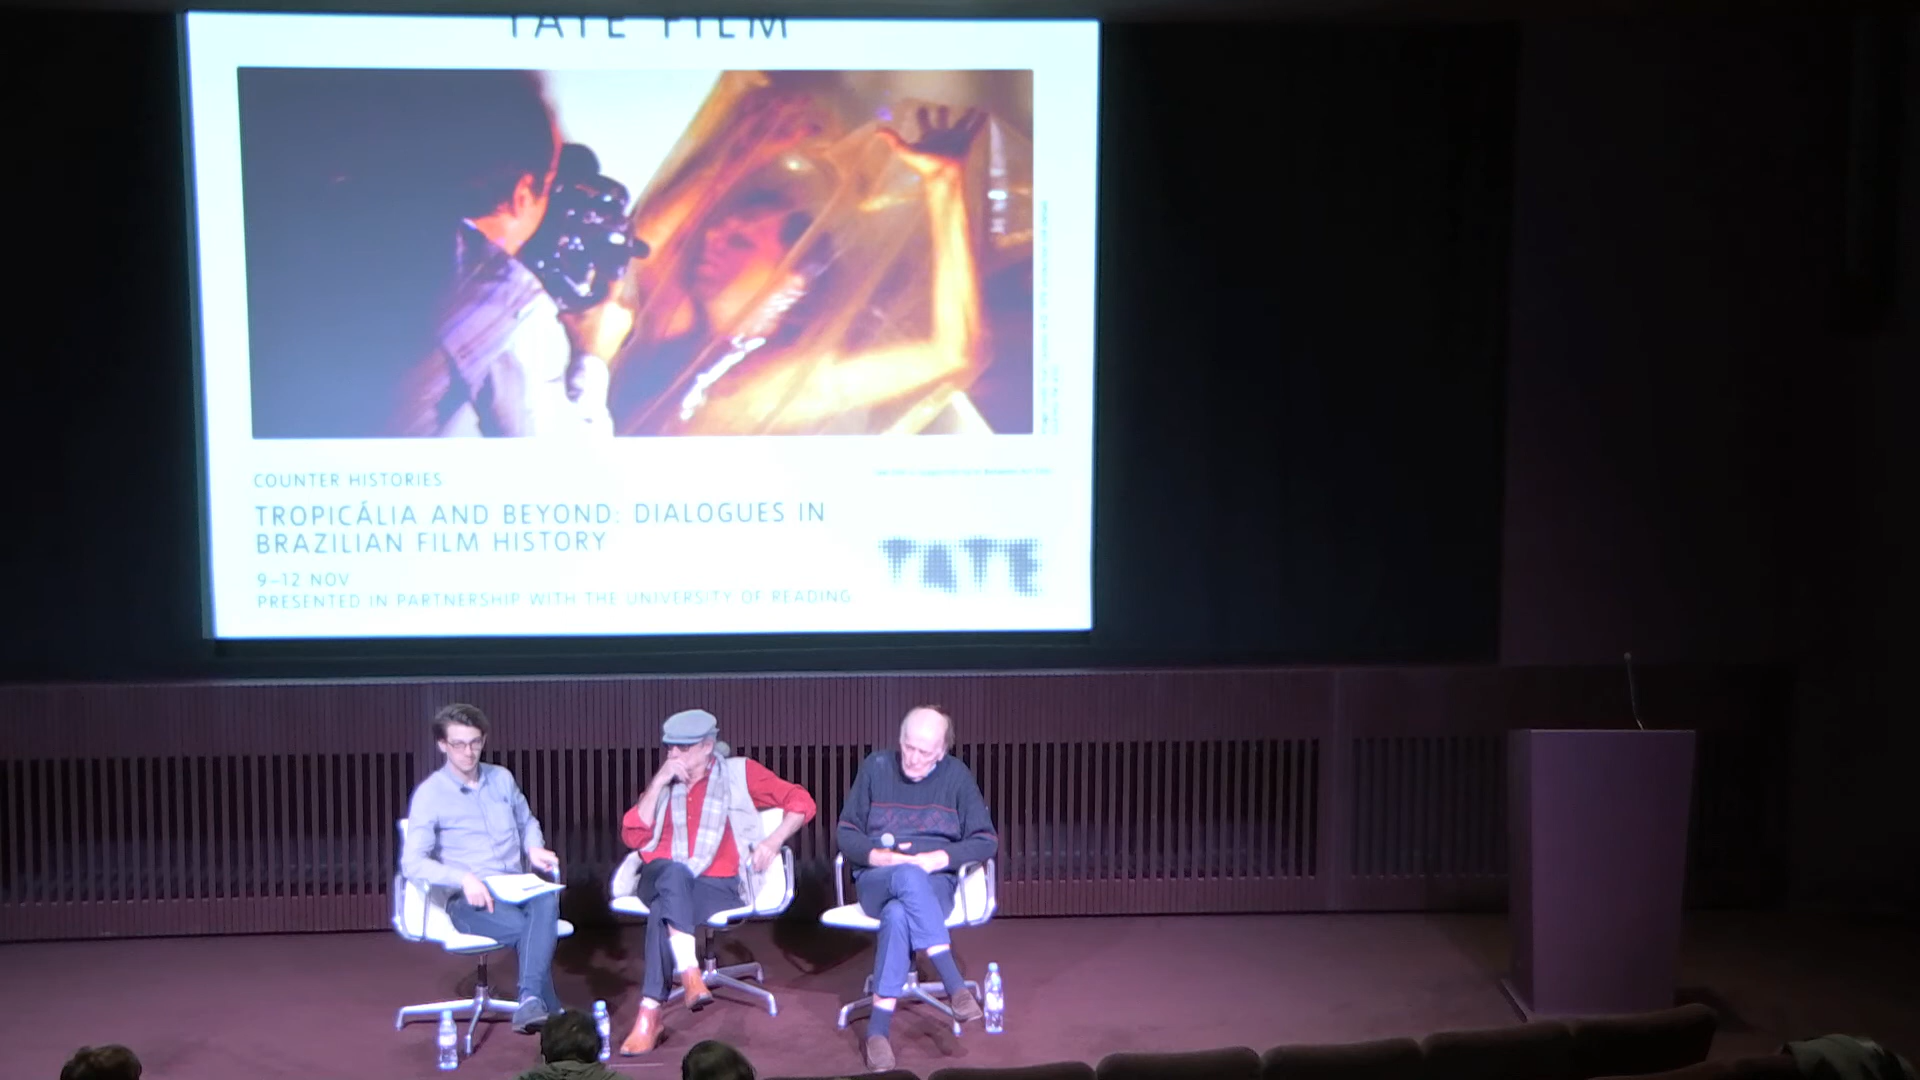 TATE FILM
COUNTER HISTORIES
TROPICÁLIA AND BEYOND: DIALOGUES IN
BRAZILIAN FILM HISTORY
9–12 NOV
PRESENTED IN PARTNERSHIP WITH THE UNIVERSITY OF READING
TATE